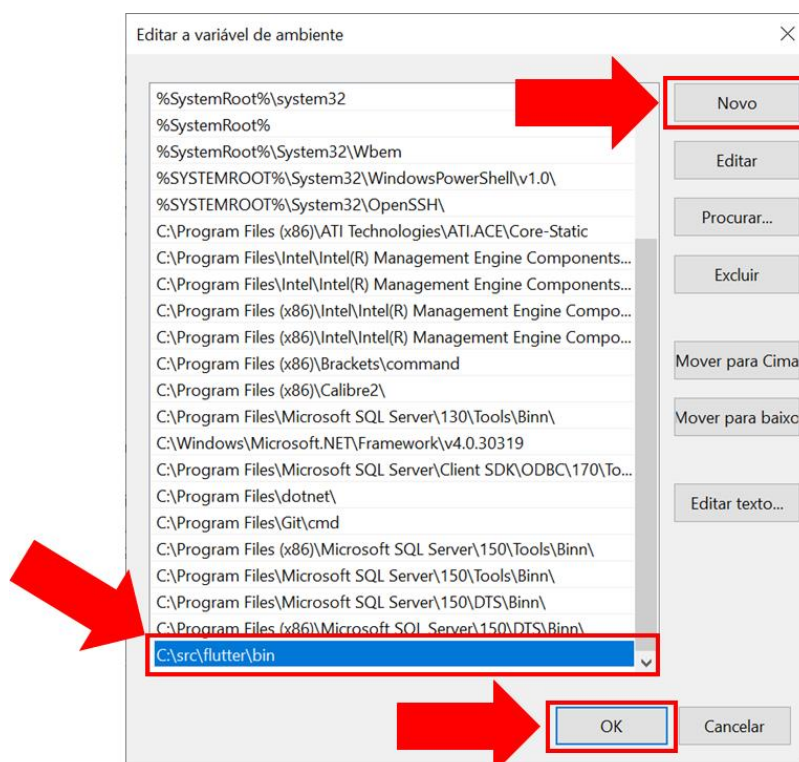 Editar a variável de ambiente
%SystemRoot%\system32
%SystemRoot%
%SystemRoot%\System32\Wbem
%SYSTEMROOT%\System32\WindowsPowerShell\v1.0\
%SYSTEMROOT%\System32\OpenSSH\
C:\Program Files (x86)\ATI Technologies\ATI.ACE\Core-Static
C:\Program Files\Intel\Intel(R) Management Engine Components...
C:\Program Files\Intel\Intel(R) Management Engine Components...
C:\Program Files (x86)\Intel\Intel(R) Management Engine Compo...
C:\Program Files (x86)\Intel\Intel(R) Management Engine Compo...
C:\Program Files (x86)\Brackets\command
C:\Program Files (x86)\Calibre2\
C:\Program Files\Microsoft SQL Server\130\Tools\Binn\
C:\Windows\Microsoft.NET\Framework\v4.0.30319
C:\Program Files\Microsoft SQL Server\Client SDK\ODBC\170\To...
C:\Program Files\dotnet\
C:\Program Files\Git\cmd
C:\Program Files (x86)\Microsoft SQL Server\150\Tools\Binn\
C:\Program Files\Microsoft SQL Server\150\Tools\Binn\
C:\Program Files\Microsoft SQL Server\150\DTS\Binn\
C:\Program Files (x86)\Microsoft SQL Server\150\DTS\Binn\
C:\src\flutter\bin
Novo
Editar
Procurar...
Excluir
Mover para Cima
Mover para baixo
Editar texto...
OK
Cancelar